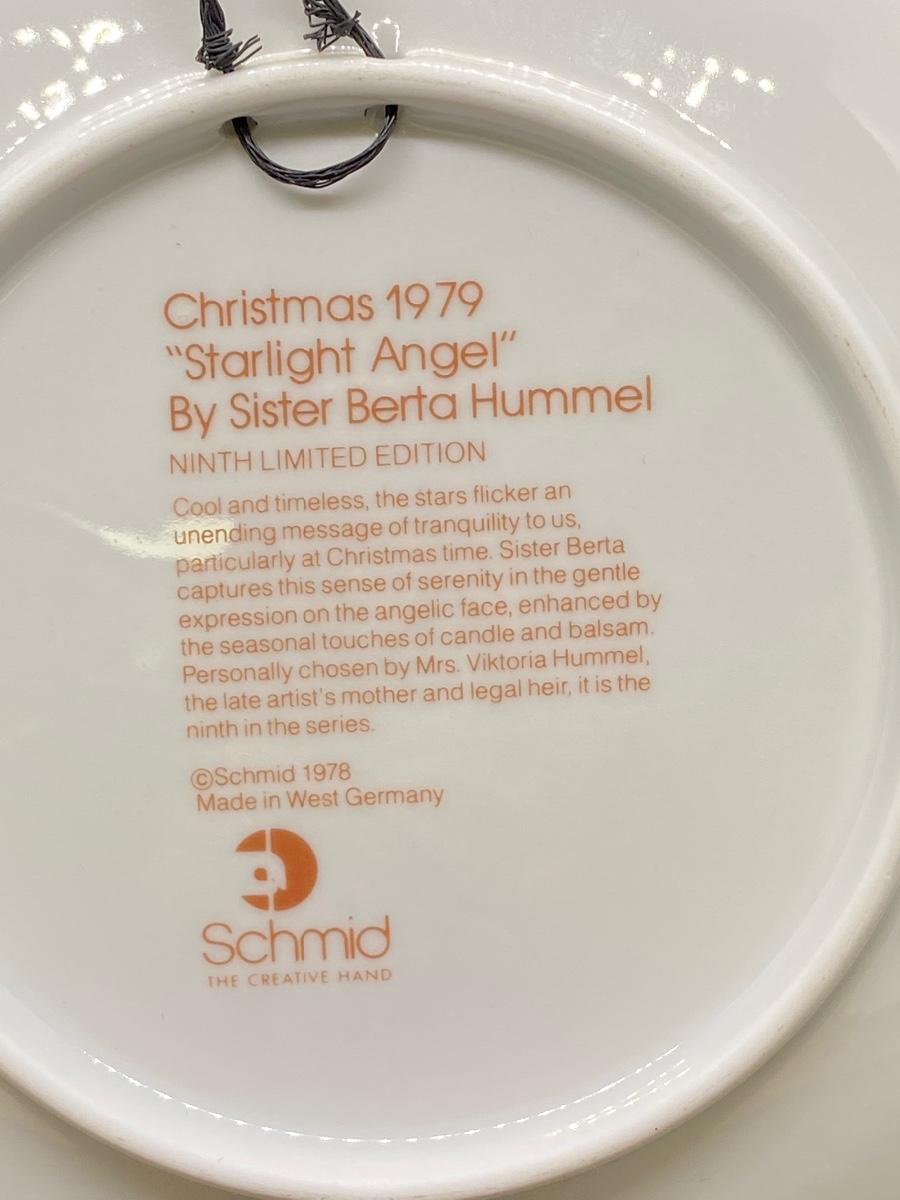 Christmas 1979
"Starlight Angel"
By Sister Berta Hummel
NINTH LIMITED EDITION
Cool and timeless, the stars flicker an
unending message of tranquility to us,
particularly at Christmas time. Sister Berta
captures this sense of serenity in the gentle
expression on the angelic face, enhanced by
the seasonal touches of candle and balsam.
Personally chosen by Mrs. Viktoria Hummel,
the late artist's mother and legal heir, it is the
ninth in the series.
©Schmid 1978
Made in West Germany
Schmid
THE CREATIVE HAND